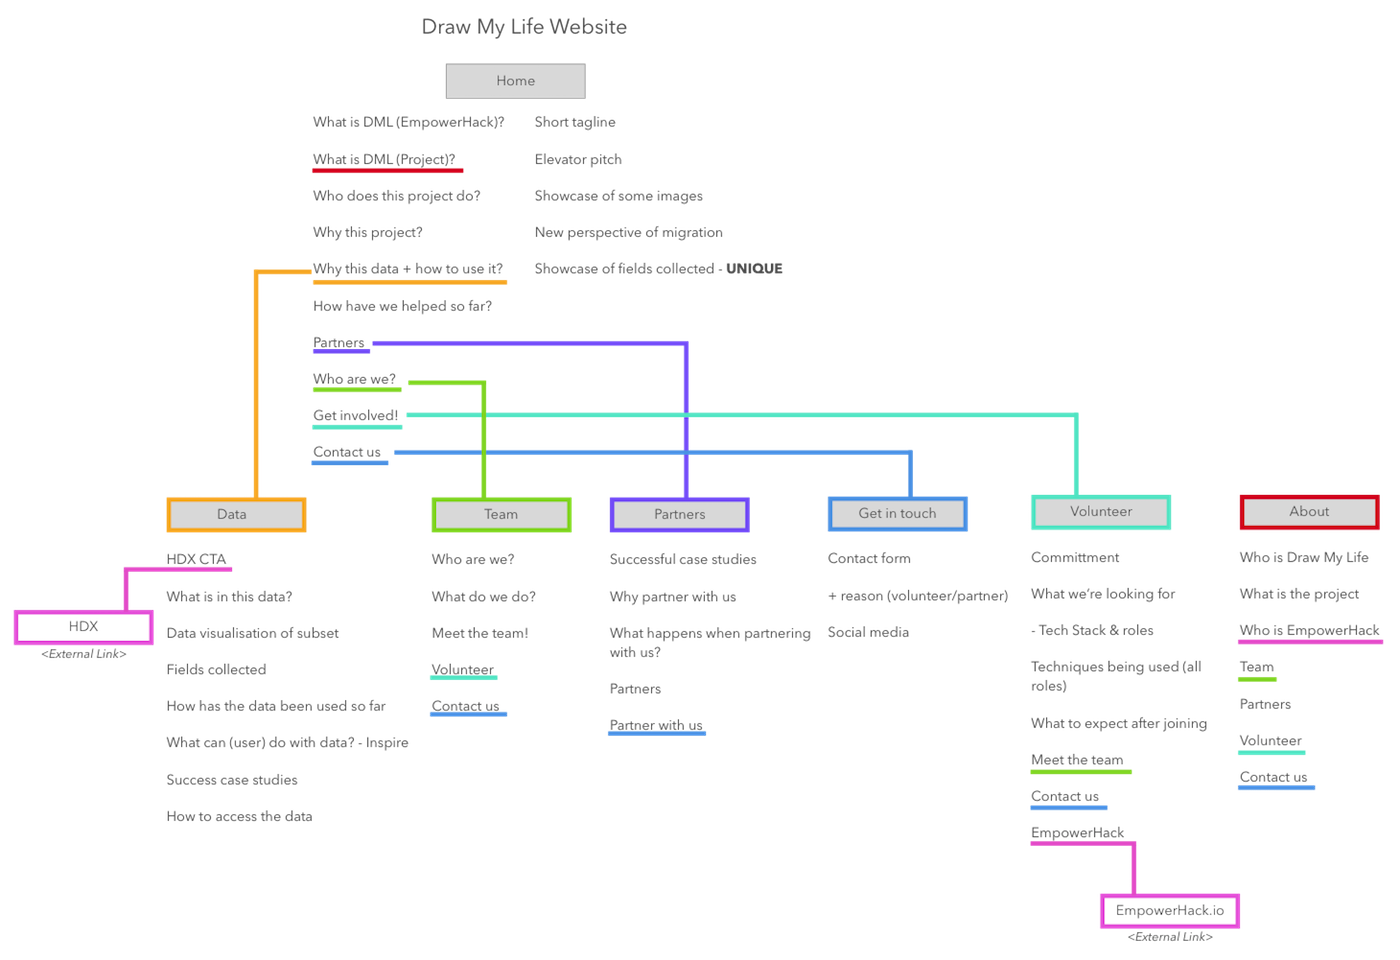 Draw My Life Website
Home
What is DML (EmpowerHack)?
Short tagline
What is DML (Project)?
Elevator pitch
Who does this project do?
Showcase of some images
Why this project?
New perspective of migration
Why this data + how to use it?
Showcase of fields collected - UNIQUE
How have we helped so far?
Partners
Who are we?
Get involved!
Contact us
Data
HDX CTA
HDX
<External Link>
What is in this data?
Data visualisation of subset
Fields collected
How has the data been used so far
What can (user) do with data? - Inspire
Success case studies
How to access the data
Team
Who are we?
What do we do?
Meet the team!
Volunteer
Contact us
Partners
Successful case studies
Why partner with us
What happens when partnering
with us?
Partners
Partner with us
Get in touch
Contact form
+ reason (volunteer/partner)
Social media
Volunteer
Committment
What we're looking for
- Tech Stack & roles
Techniques being used (all
roles)
What to expect after joining
Meet the team
Contact us
EmpowerHack
EmpowerHack.io
<External Link>
About
Who is Draw My Life
What is the project
Who is EmpowerHack
Team
Partners
Volunteer
Contact us